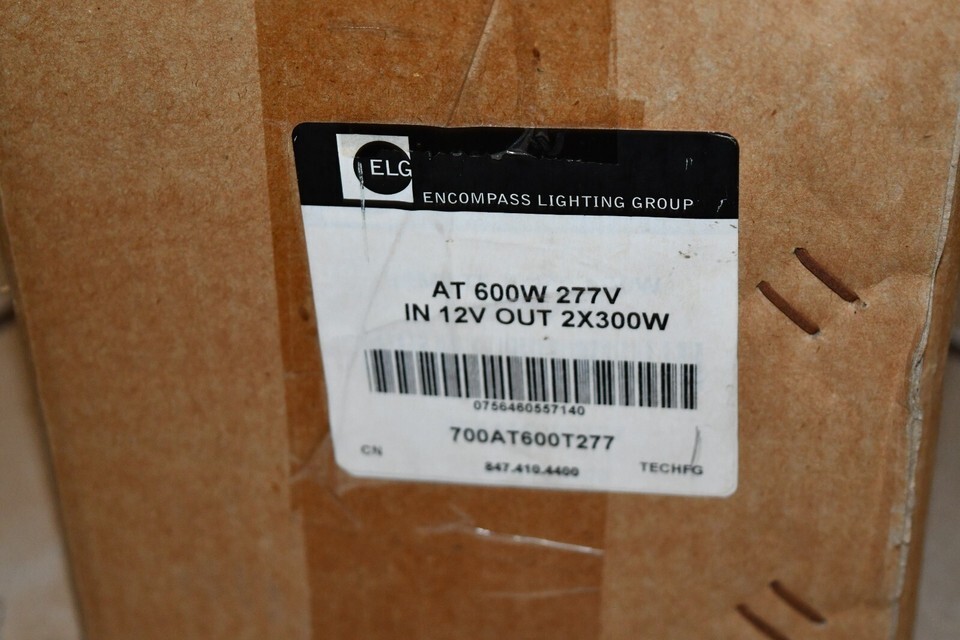 ELG
ENCOMPASS LIGHTING GROUP
AT 600W 277V
IN 12V OUT 2X300W
0756460557140
700AT600T277
CN
847.410.4400
TECHFG